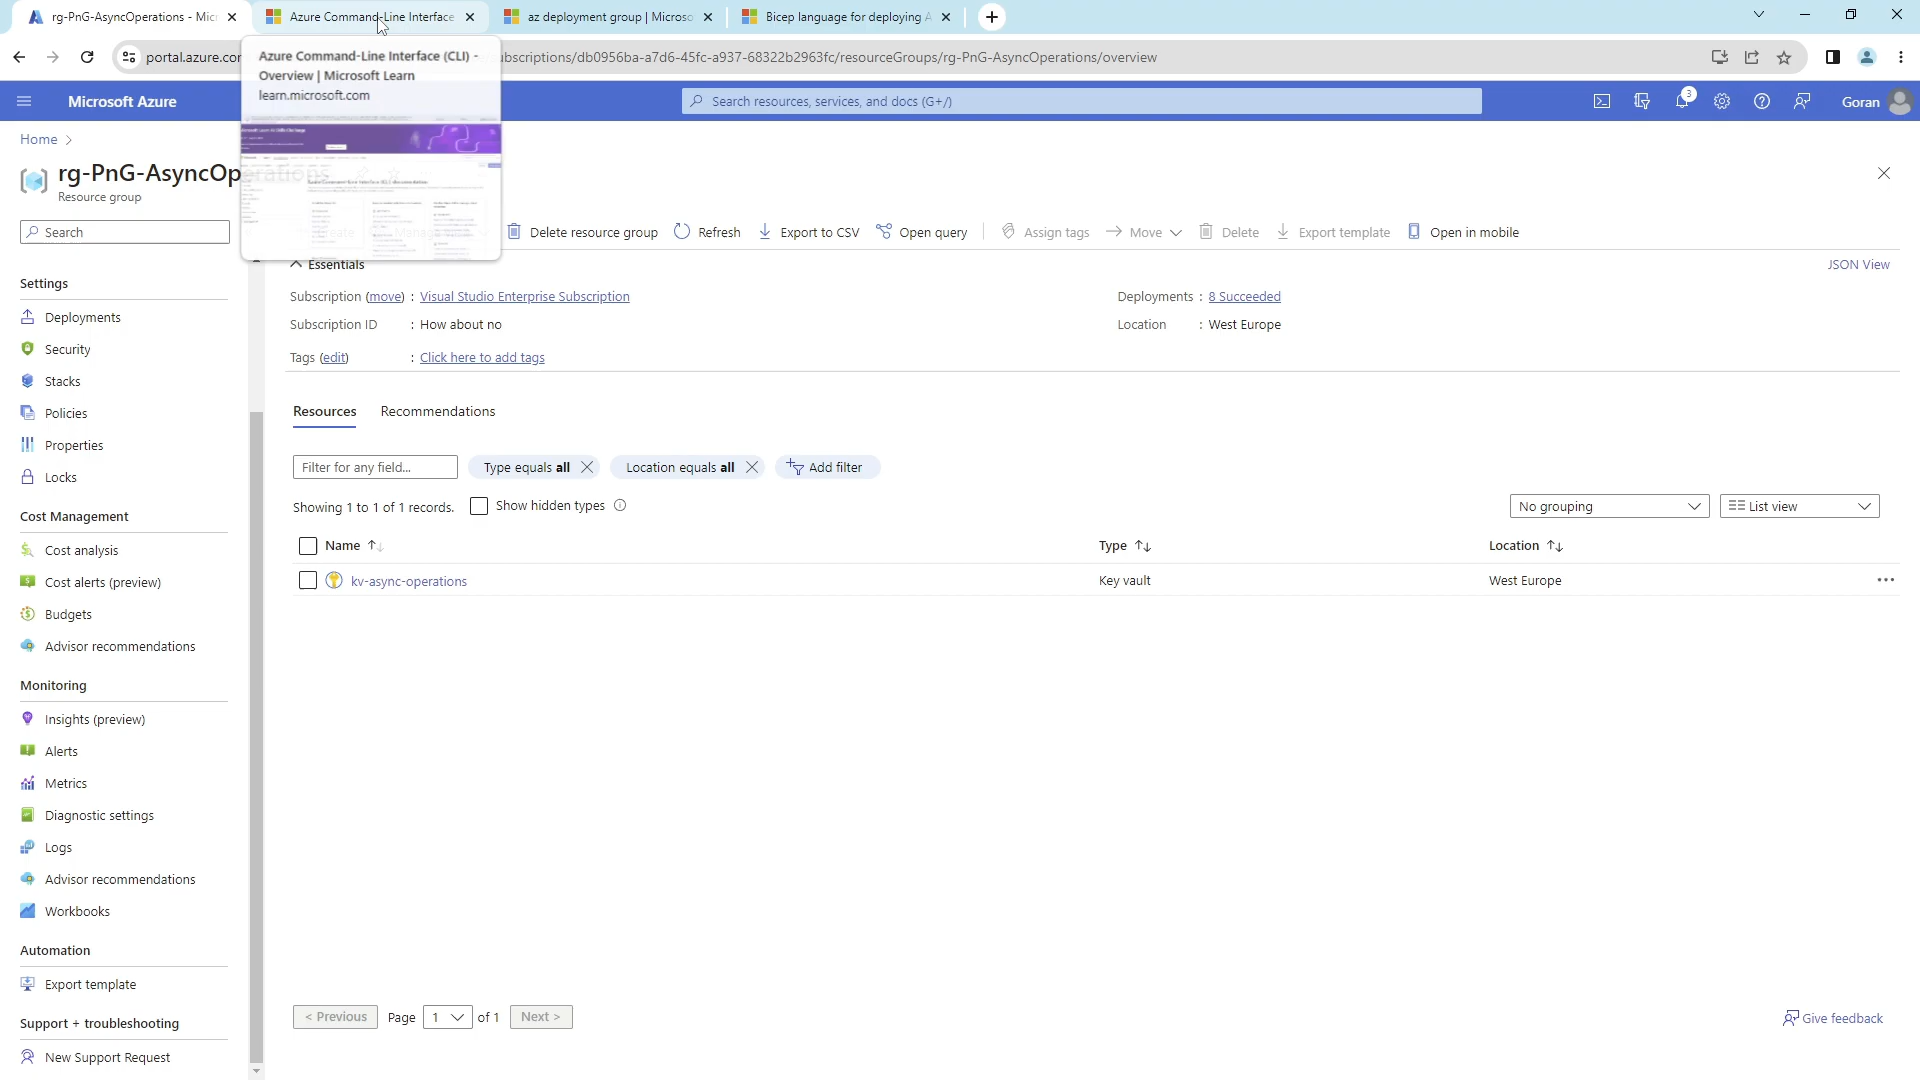 rg-PnG-AsyncOperations - Micr
Azure Command-Line Interface
az deployment group | Microso
Bicep language for deploying A
portal.azure.com
subscriptions/db0956ba-a7d6-45fc-a937-68322b2963fc/resourceGroups/rg-PnG-AsyncOperations/overview
Azure Command-Line Interface (CLI) -
Overview | Microsoft Learn
learn.microsoft.com
Microsoft Azure
Search resources, services, and docs (G+/)
3
Goran
Home
rg-PnG-AsyncOperations
Resource group
Search
Delete resource group
Refresh
Export to CSV
Open query
Assign tags
Move
Delete
Export template
Open in mobile
Essentials
JSON View
Subscription (move) : Visual Studio Enterprise Subscription
Deployments : 8 Succeeded
Subscription ID : How about no
Location : West Europe
Tags (edit) : Click here to add tags
Settings
Deployments
Security
Stacks
Policies
Properties
Locks
Cost Management
Cost analysis
Cost alerts (preview)
Budgets
Advisor recommendations
Monitoring
Insights (preview)
Alerts
Metrics
Diagnostic settings
Logs
Advisor recommendations
Workbooks
Automation
Export template
Support + troubleshooting
New Support Request
Resources
Recommendations
Filter for any field...
Type equals all
Location equals all
Add filter
Showing 1 to 1 of 1 records.
Show hidden types
No grouping
List view
Name
Type
Location
kv-async-operations
Key vault
West Europe
< Previous
Page 1 of 1
Next >
Give feedback